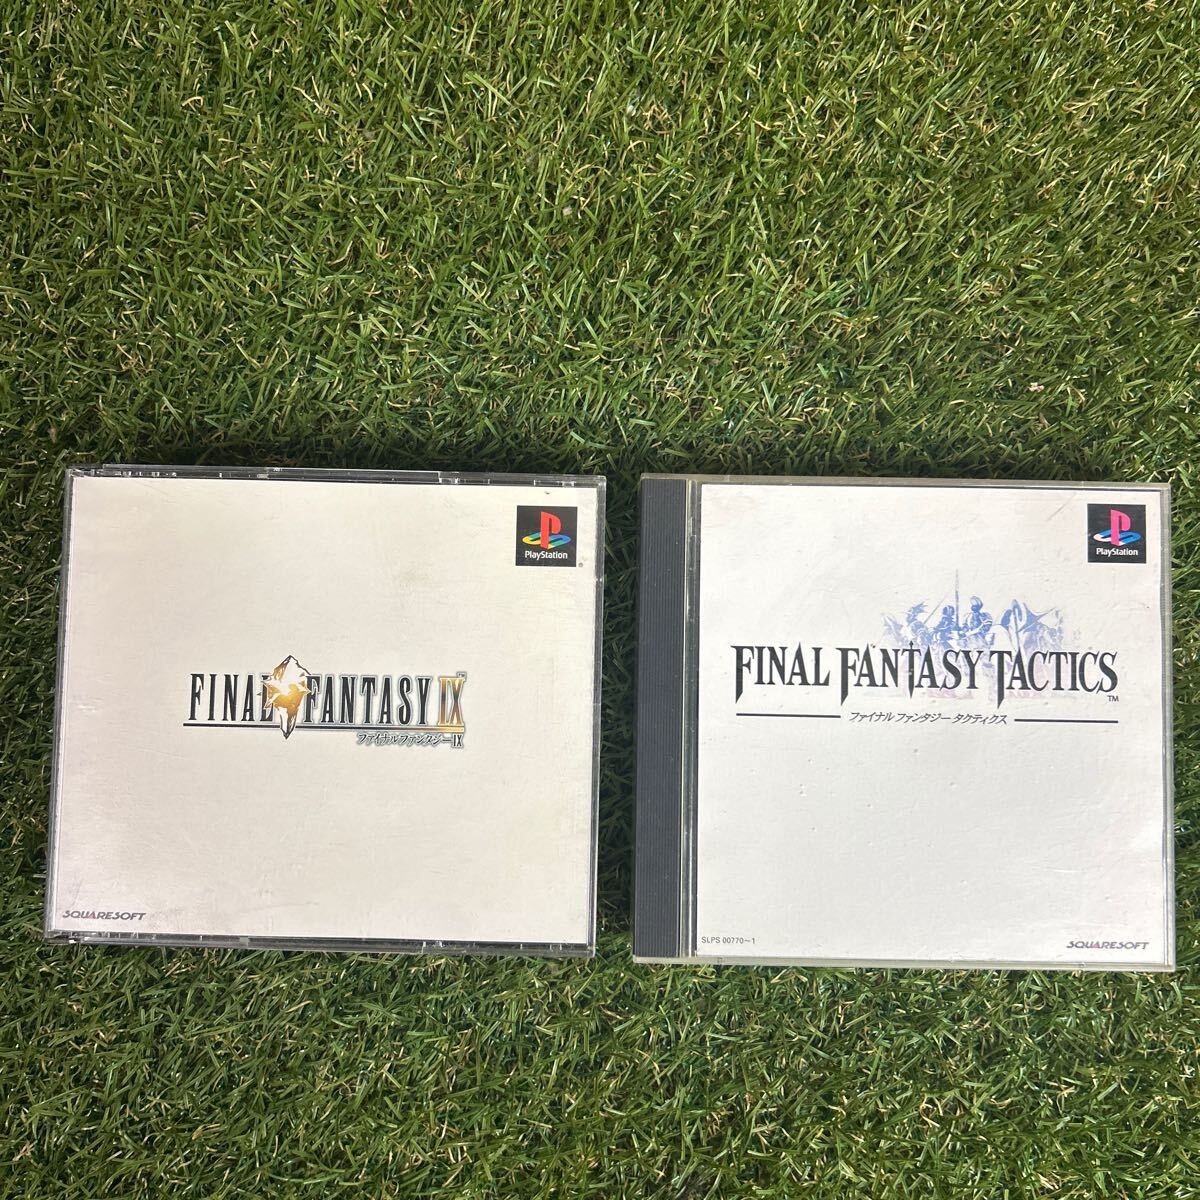 PlayStation
FINAL FANTASY IX
ファイナルファンタジーIX
SQUARESOFT
PlayStation
FINAL FANTASY TACTICS
TM
ファイナルファンタジー タクティクス
SLPS 00770~1
SQUARESOFT